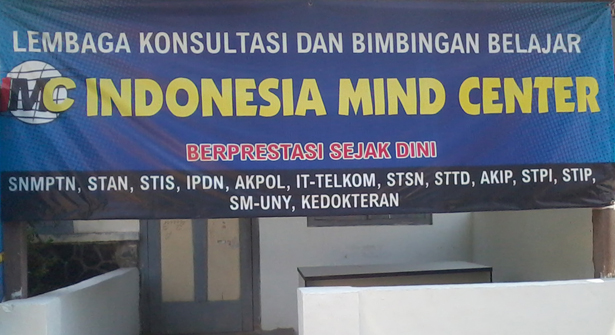 LEMBAGA KONSULTASI DAN BIMBINGAN BELAJAR
IMC INDONESIA MIND CENTER
BERPRESTASI SEJAK DINI
SNMPTN, STAN, STIS, IPDN, AKPOL, IT-TELKOM, STSN, STTD, AKIP, STPI, STIP,
SM-UNY, KEDOKTERAN